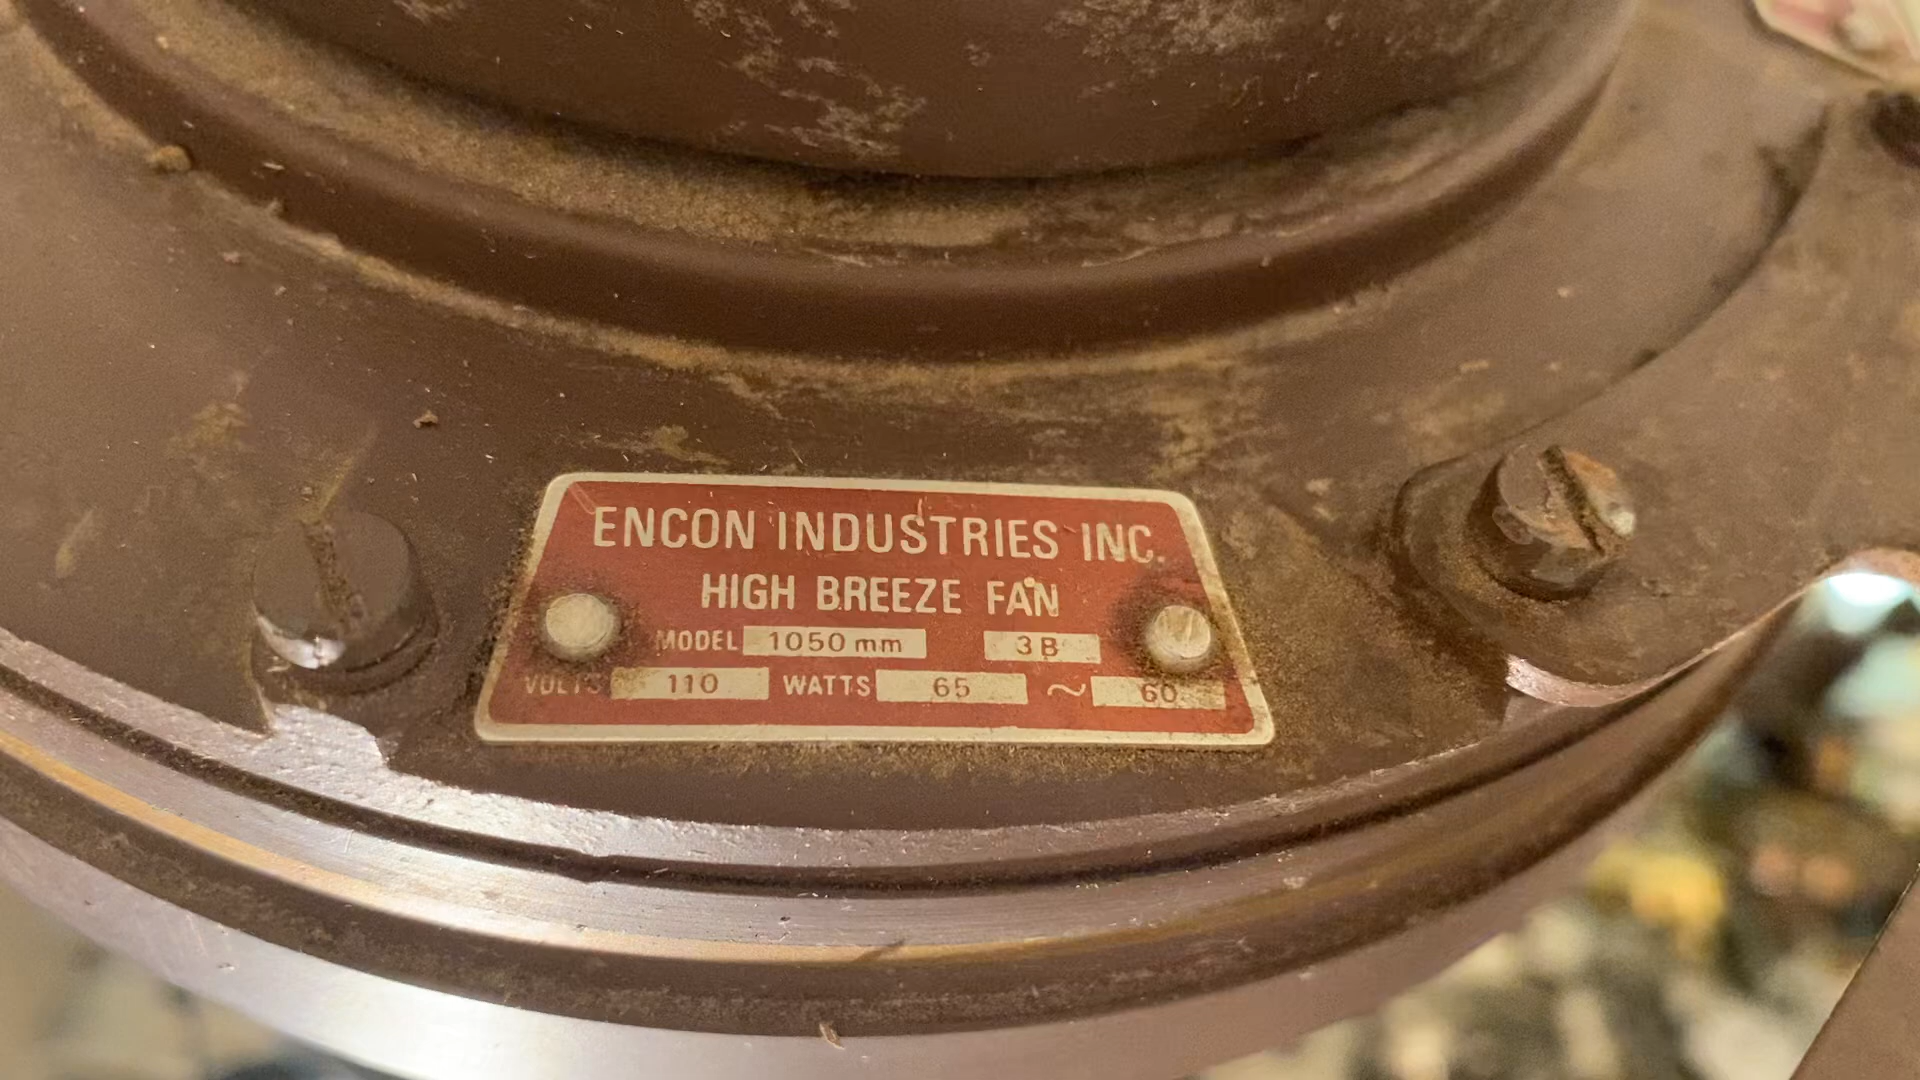 ENCON INDUSTRIES INC.
HIGH BREEZE FAN
MODEL 1050 mm 3B
VOLTS 110 WATTS 65 ~ 60